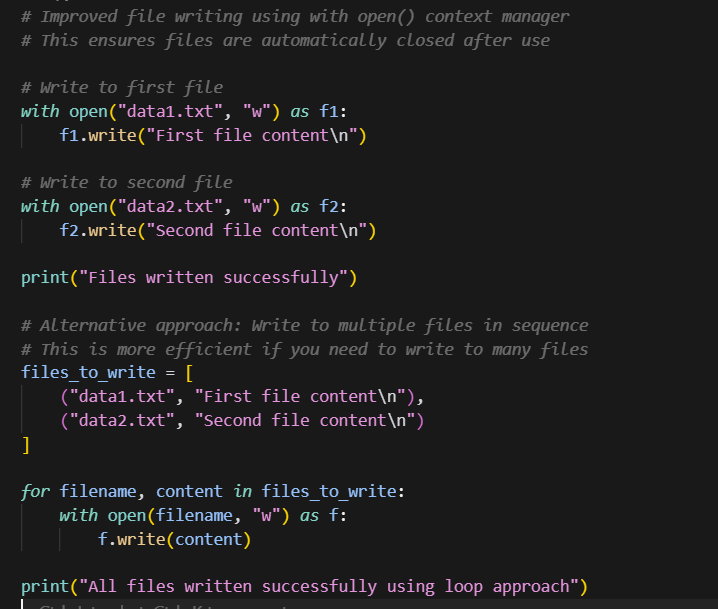 # Improved file writing using with open() context manager
# This ensures files are automatically closed after use
# Write to first file
with open("data1.txt", "w") as f1:
f1.write("First file content\n")
# Write to second file
with open("data2.txt", "w") as f2:
f2.write("Second file content\n")
print("Files written successfully")
# Alternative approach: Write to multiple files in sequence
# This is more efficient if you need to write to many files
files_to_write = [
("data1.txt", "First file content\n"),
("data2.txt", "Second file content\n")
]
for filename, content in files_to_write:
with open(filename, "w") as f:
f.write(content)
print("All files written successfully using loop approach")